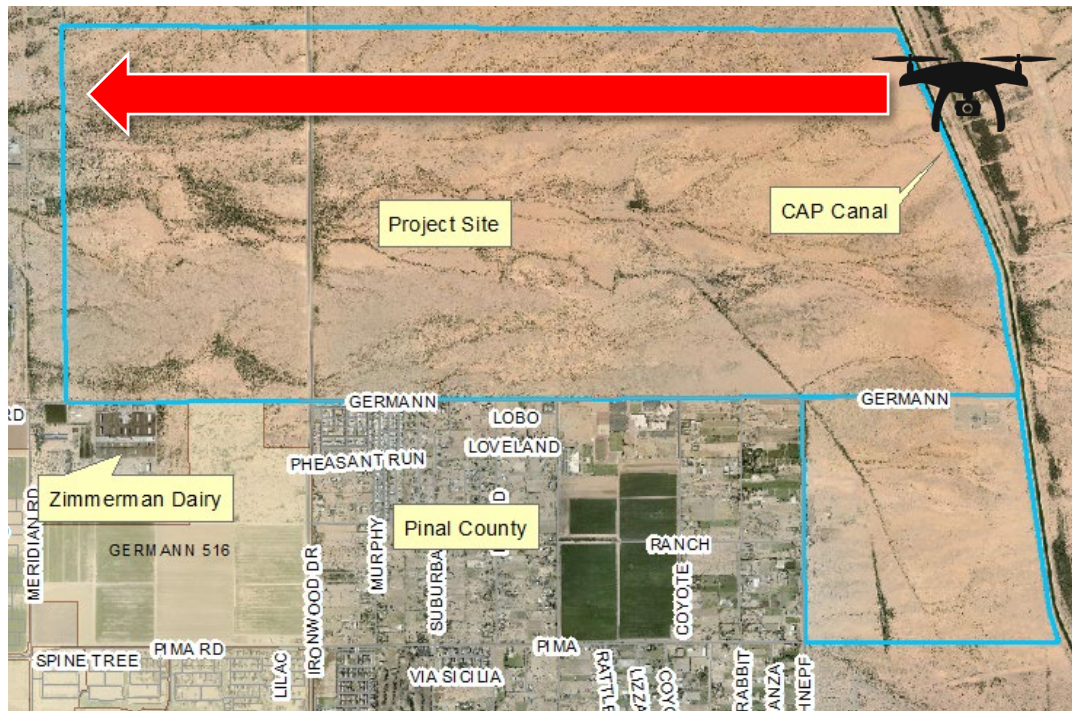 CAP Canal
Project Site
GERMANN
GERMANN
RD
LOBO
LOVELAND
PHEASANT RUN
Zimmerman Dairy
Pinal County
MERIDIAN RD
GERMANN 516
IRONWOOD DR
MURPHY
RANCH
COYOTE
PIMA RD
PIMA
SPINE TREE
LILAC
VIA SICILIA
RABBIT